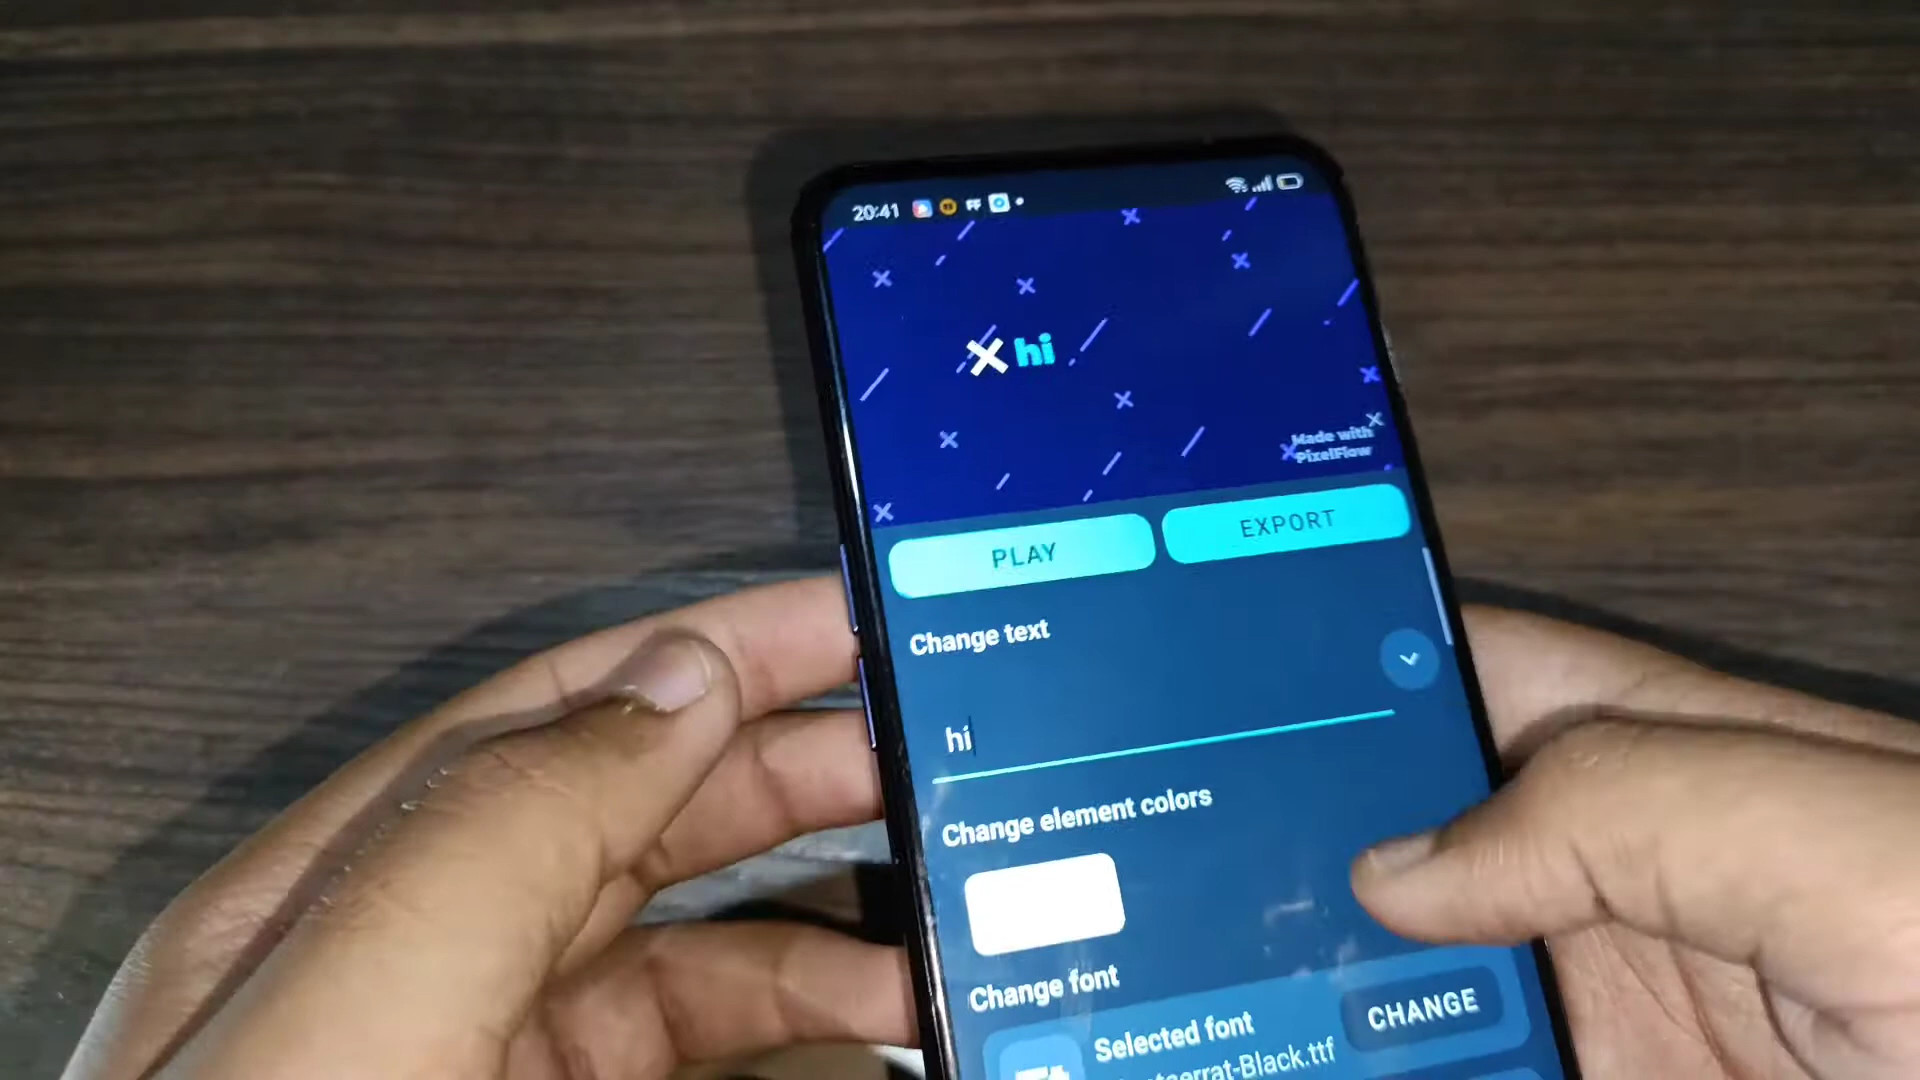 20:41 FF
hi
Made with
PixelFlow
PLAY
EXPORT
Change text
hi
Change element colors
Change font
Selected font
CHANGE